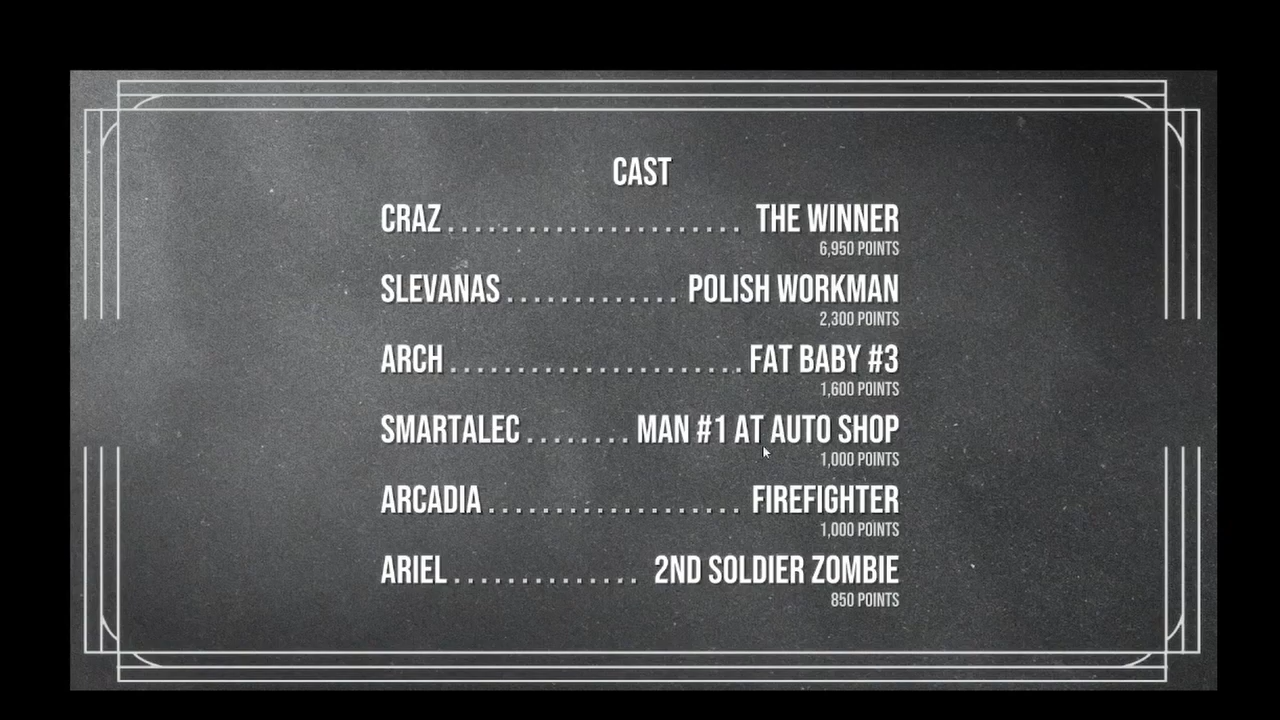 CAST
CRAZ . . . . . . . . . . . . . . . . . . . . . . THE WINNER
6,950 POINTS
SLEVANAS . . . . . . . . . . . . . POLISH WORKMAN
2,300 POINTS
ARCH . . . . . . . . . . . . . . . . . . . . . . FAT BABY #3
1,600 POINTS
SMARTALEC . . . . . . . . MAN #1 AT AUTO SHOP
1,000 POINTS
ARCADIA . . . . . . . . . . . . . . . . . . . FIREFIGHTER
1,000 POINTS
ARIEL . . . . . . . . . . . . . . 2ND SOLDIER ZOMBIE
850 POINTS